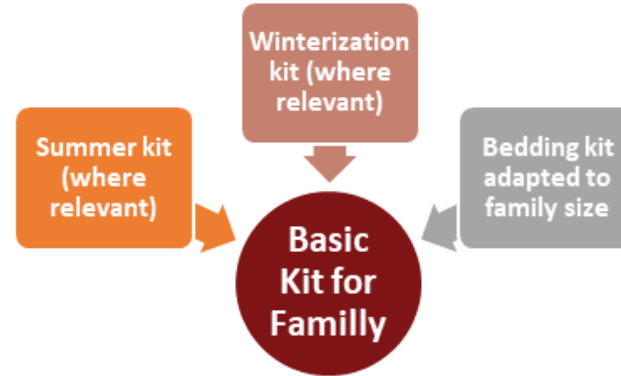 Winterization
kit (where
relevant)
Summer kit
(where
relevant)
Bedding kit
adapted to
family size
Basic
Kit for
Familly